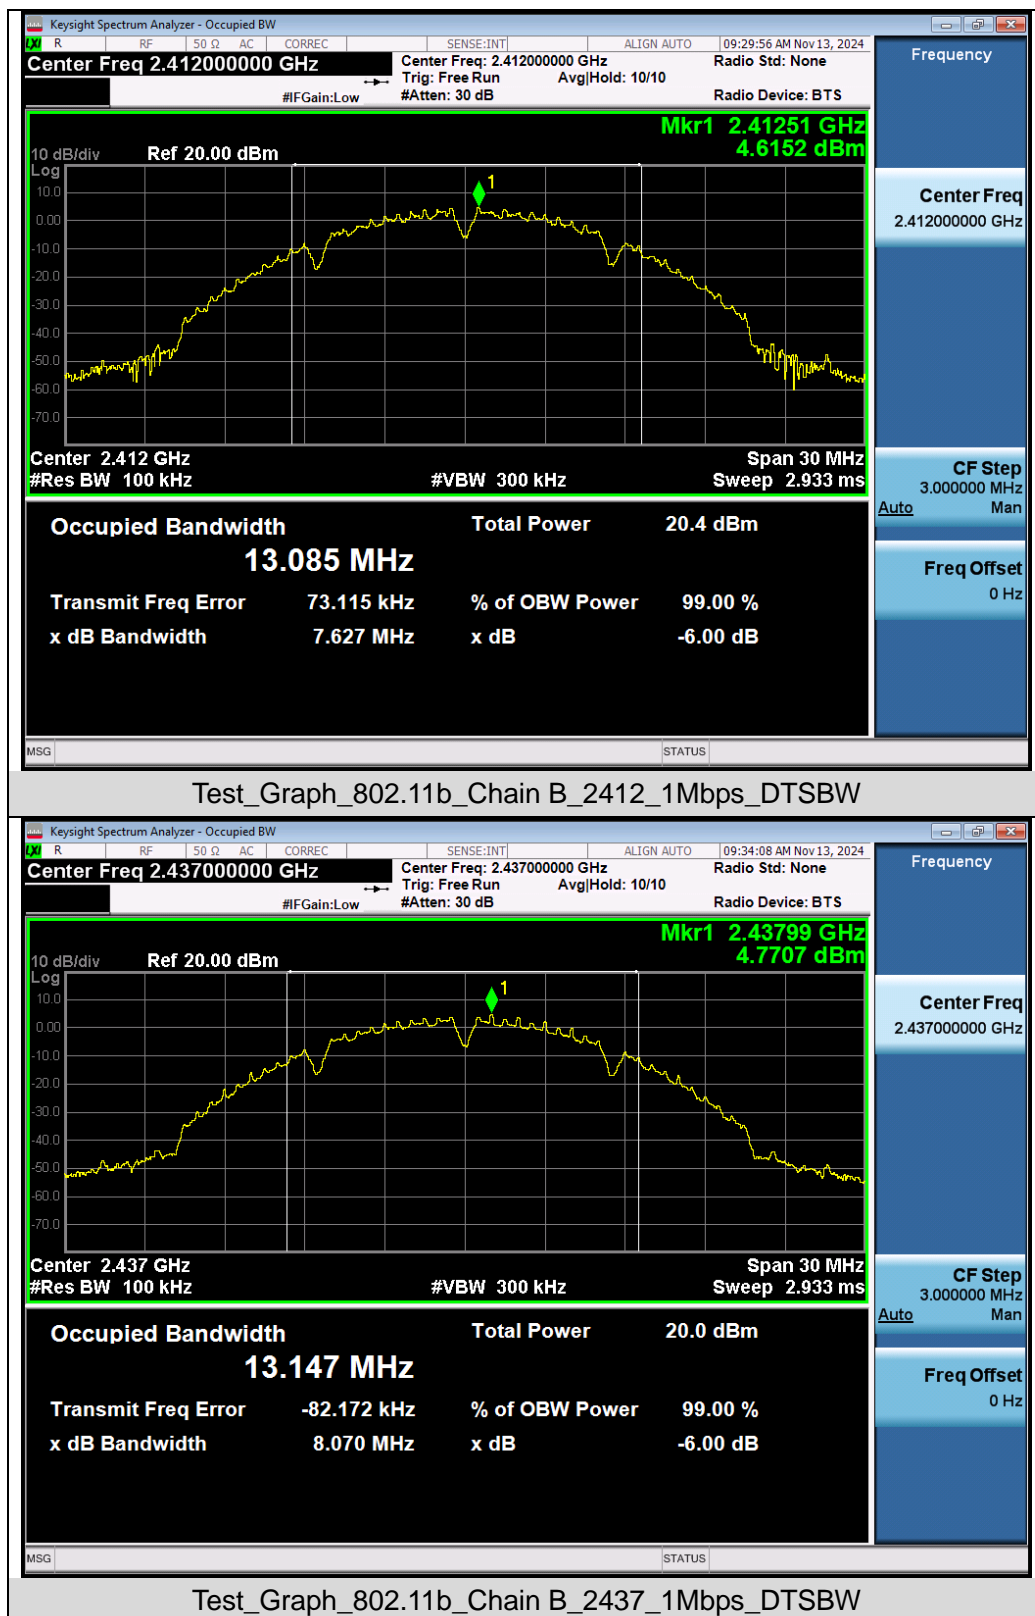 Keysight Spectrum Analyzer - Occupied BW
LXI R RF 50 Ω AC CORREC SENSE:INT ALIGN AUTO 09:29:56 AM Nov 13, 2024
Center Freq 2.412000000 GHz
Center Freq: 2.412000000 GHz Radio Std: None
Trig: Free Run Avg|Hold: 10/10
#IFGain:Low #Atten: 30 dB Radio Device: BTS
Mkr1 2.41251 GHz
4.6152 dBm
10 dB/div Ref 20.00 dBm
Log
1
10.0
0.00
-10.0
-20.0
-30.0
-40.0
-50.0
-60.0
-70.0
Center 2.412 GHz Span 30 MHz
#Res BW 100 kHz #VBW 300 kHz Sweep 2.933 ms
Occupied Bandwidth Total Power 20.4 dBm
13.085 MHz
Transmit Freq Error 73.115 kHz % of OBW Power 99.00 %
x dB Bandwidth 7.627 MHz x dB -6.00 dB
Frequency
Center Freq
2.412000000 GHz
CF Step
3.000000 MHz
Auto Man
Freq Offset
0 Hz
MSG STATUS
Test_Graph_802.11b_Chain B_2412_1Mbps_DTSBW
Keysight Spectrum Analyzer - Occupied BW
LXI R RF 50 Ω AC CORREC SENSE:INT ALIGN AUTO 09:34:08 AM Nov 13, 2024
Center Freq 2.437000000 GHz
Center Freq: 2.437000000 GHz Radio Std: None
Trig: Free Run Avg|Hold: 10/10
#IFGain:Low #Atten: 30 dB Radio Device: BTS
Mkr1 2.43799 GHz
4.7707 dBm
10 dB/div Ref 20.00 dBm
Log
1
10.0
0.00
-10.0
-20.0
-30.0
-40.0
-50.0
-60.0
-70.0
Center 2.437 GHz Span 30 MHz
#Res BW 100 kHz #VBW 300 kHz Sweep 2.933 ms
Occupied Bandwidth Total Power 20.0 dBm
13.147 MHz
Transmit Freq Error -82.172 kHz % of OBW Power 99.00 %
x dB Bandwidth 8.070 MHz x dB -6.00 dB
Frequency
Center Freq
2.437000000 GHz
CF Step
3.000000 MHz
Auto Man
Freq Offset
0 Hz
MSG STATUS
Test_Graph_802.11b_Chain B_2437_1Mbps_DTSBW